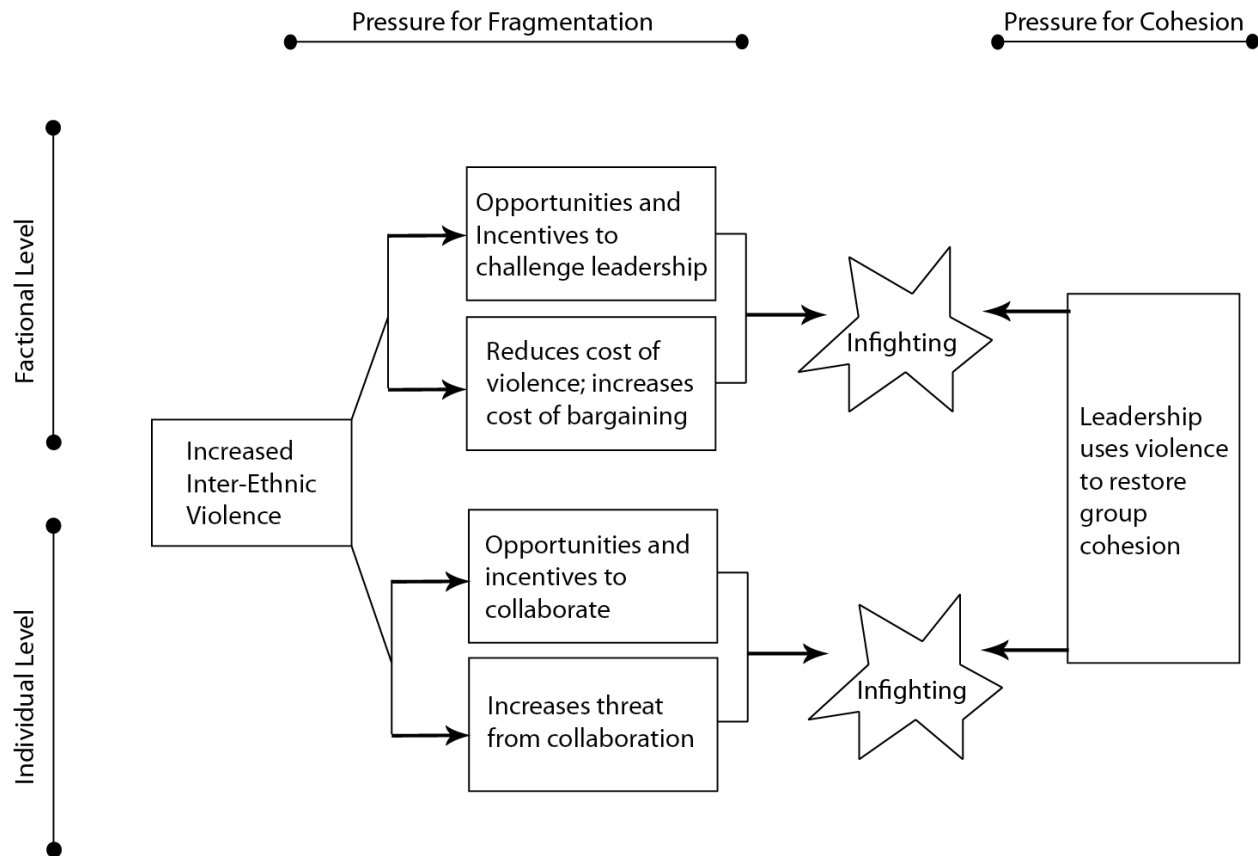 Pressure for Fragmentation
Pressure for Cohesion
Factional Level
Individual Level
Increased
Inter-Ethnic
Violence
Opportunities and
Incentives to
challenge leadership
Reduces cost of
violence; increases
cost of bargaining
Opportunities and
incentives to
collaborate
Increases threat
from collaboration
Infighting
Infighting
Leadership
uses violence
to restore
group
cohesion